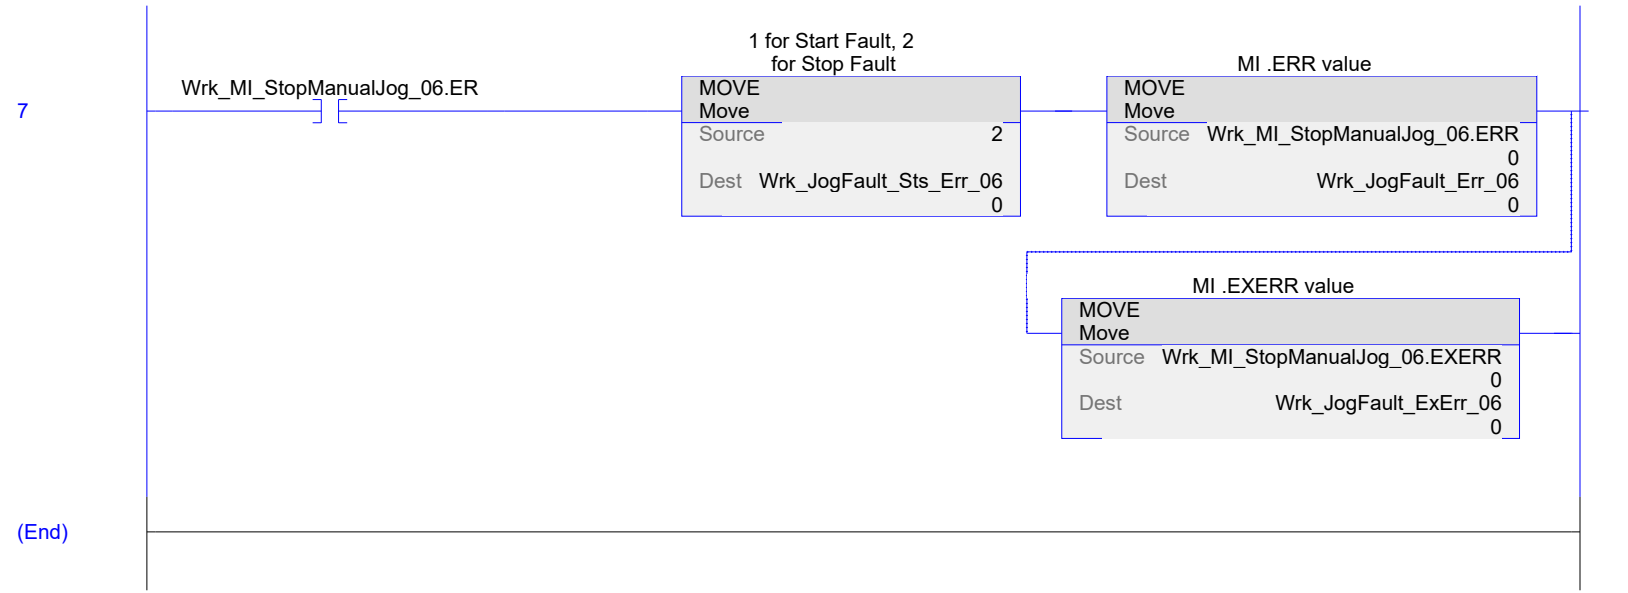 1 for Start Fault, 2
for Stop Fault
MI .ERR value
Wrk_MI_StopManualJog_06.ER
MOVE
Move
Source 2
Dest Wrk_JogFault_Sts_Err_06
0
MOVE
Move
Source Wrk_MI_StopManualJog_06.ERR
0
Dest Wrk_JogFault_Err_06
0
7
MI .EXERR value
MOVE
Move
Source Wrk_MI_StopManualJog_06.EXERR
0
Dest Wrk_JogFault_ExErr_06
0
(End)